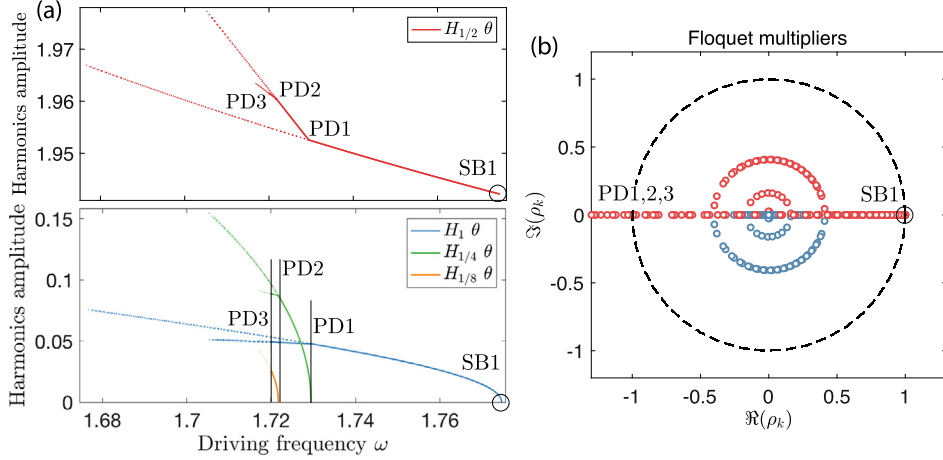 (a)
Harmonics amplitude
1.97
1.96
1.95
H1/2 θ
PD3
PD2
PD1
SB1
Harmonics amplitude
0.15
0.1
0.05
0
H1 θ
H1/4 θ
H1/8 θ
PD2
PD3
PD1
SB1
1.68
1.7
1.72
1.74
1.76
Driving frequency ω
(b)
Floquet multipliers
ℑ(ρk)
1
0.5
0
-0.5
-1
PD1,2,3
SB1
-1
-0.5
0
0.5
1
ℜ(ρk)